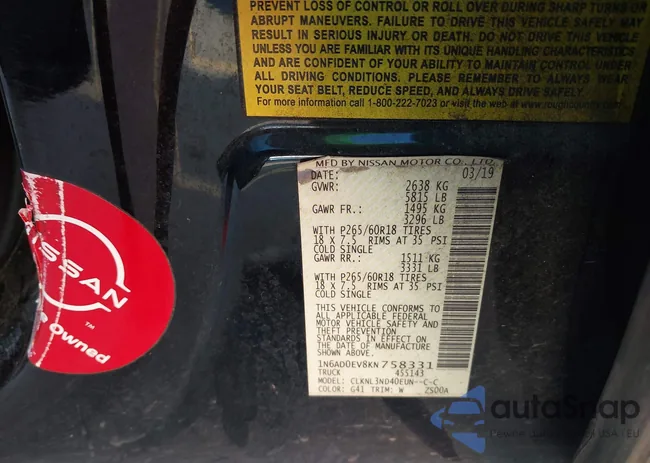 PREVENT LOSS OF CONTROL OR ROLL OVER DURING SHARP TURNS OR
ABRUPT MANEUVERS. FAILURE TO DRIVE THIS VEHICLE SAFELY MAY
RESULT IN SERIOUS INJURY OR DEATH. DO NOT DRIVE THIS VEHICLE
UNLESS YOU ARE FAMILIAR WITH ITS UNIQUE HANDLING CHARACTERISTICS
AND ARE CONFIDENT OF YOUR ABILITY TO MAINTAIN CONTROL UNDER
ALL DRIVING CONDITIONS. PLEASE REMEMBER TO ALWAYS WEAR
YOUR SEAT BELT, REDUCE SPEED, AND ALWAYS DRIVE SAFELY.
For more information call 1-800-222-7023 or visit the web at www.roughcountry.com
MFD BY NISSAN MOTOR CO., LTD.
DATE: 03/19
GVWR: 2638 KG
5815 LB
GAWR FR.: 1495 KG
3296 LB
WITH P265/60R18 TIRES
18 X 7.5 RIMS AT 35 PSI
COLD SINGLE
GAWR RR.: 1511 KG
3331 LB
WITH P265/60R18 TIRES
18 X 7.5 RIMS AT 35 PSI
COLD SINGLE
THIS VEHICLE CONFORMS TO
ALL APPLICABLE FEDERAL
MOTOR VEHICLE SAFETY AND
THEFT PREVENTION
STANDARDS IN EFFECT ON
THE DATE OF MANUFACTURE
SHOWN ABOVE.
1N6AD0EV8KN758331
TRUCK 455143
MODEL: CLKNL3ND40EUN--C-C
COLOR: G41 TRIM: W ZS00A
NISSAN
TM
Owned
autoSnap